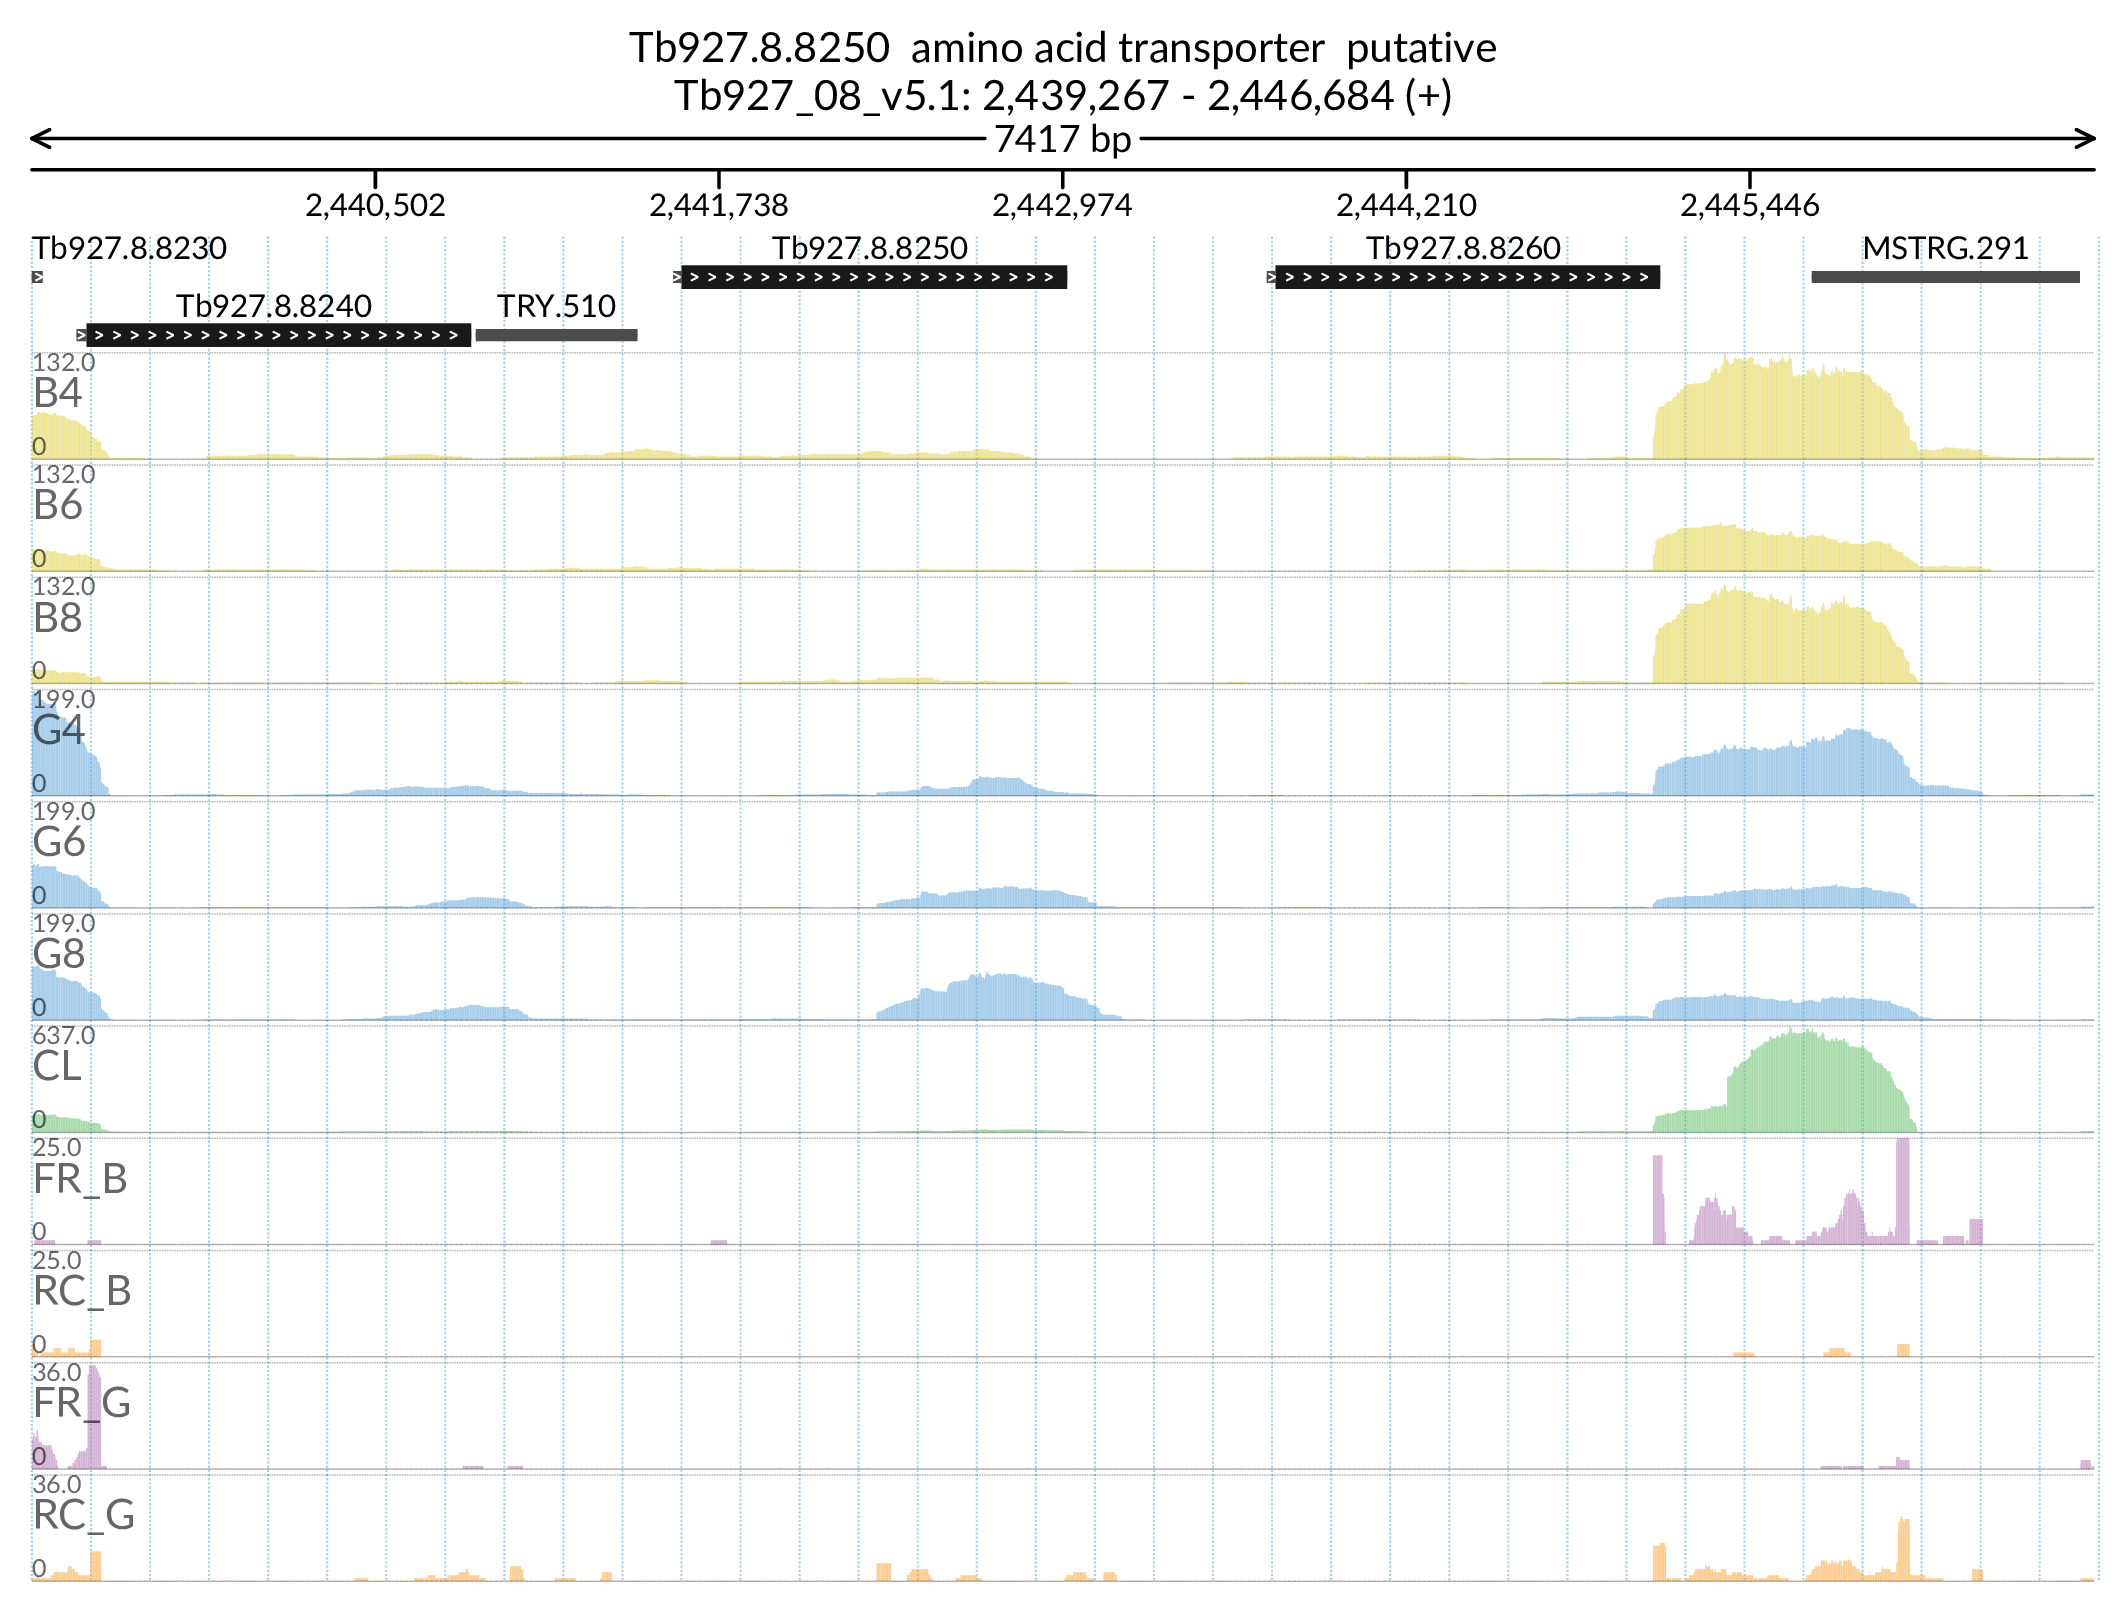 Tb927.8.8250  amino acid transporter  putative
Tb927_08_v5.1: 2,439,267 - 2,446,684 (+)
7417 bp
2,440,502 2,441,738 2,442,974 2,444,210 2,445,446
Tb927.8.8230 Tb927.8.8250 Tb927.8.8260 MSTRG.291
Tb927.8.8240 TRY.510
132.0
B4
0
132.0
B6
0
132.0
B8
0
199.0
G4
0
199.0
G6
0
199.0
G8
0
637.0
CL
0
25.0
FR_B
0
25.0
RC_B
0
36.0
FR_G
0
36.0
RC_G
0